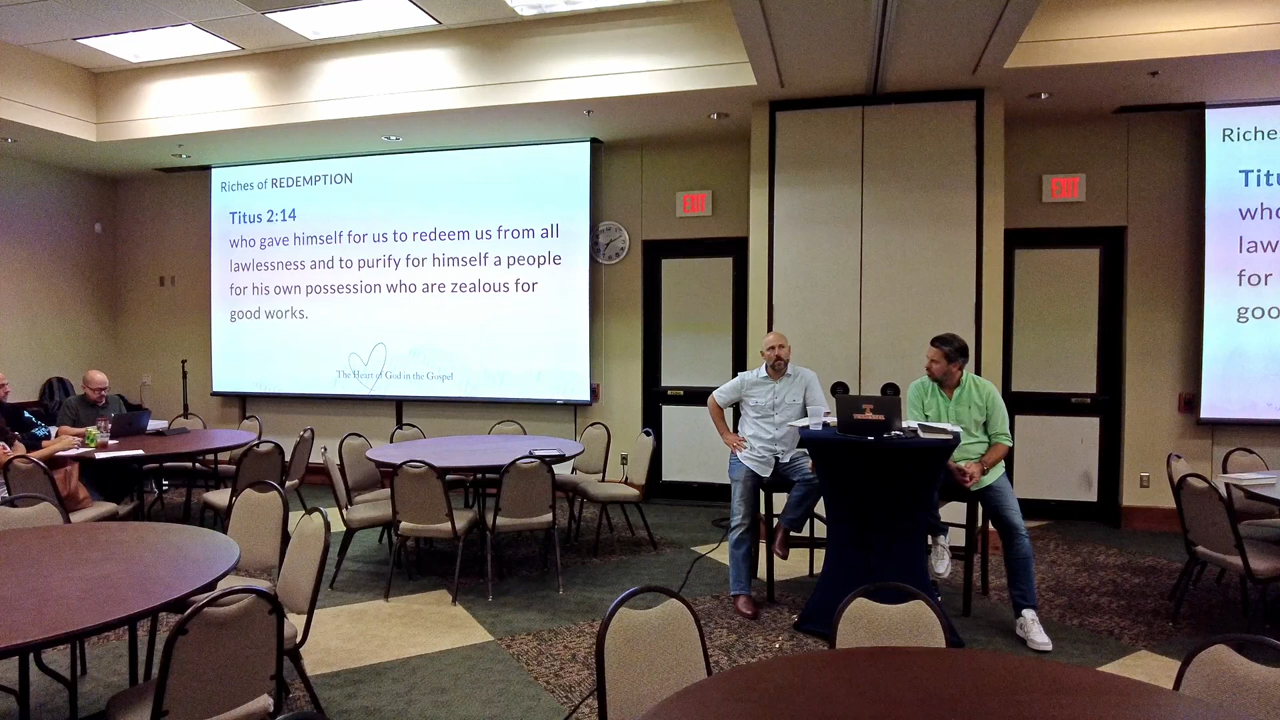 Riches of REDEMPTION
Titus 2:14
who gave himself for us to redeem us from all
lawlessness and to purify for himself a people
for his own possession who are zealous for
good works.
The Heart of God in the Gospel
EXIT
EXIT
T
Riches
Titu
who
law
for
goo